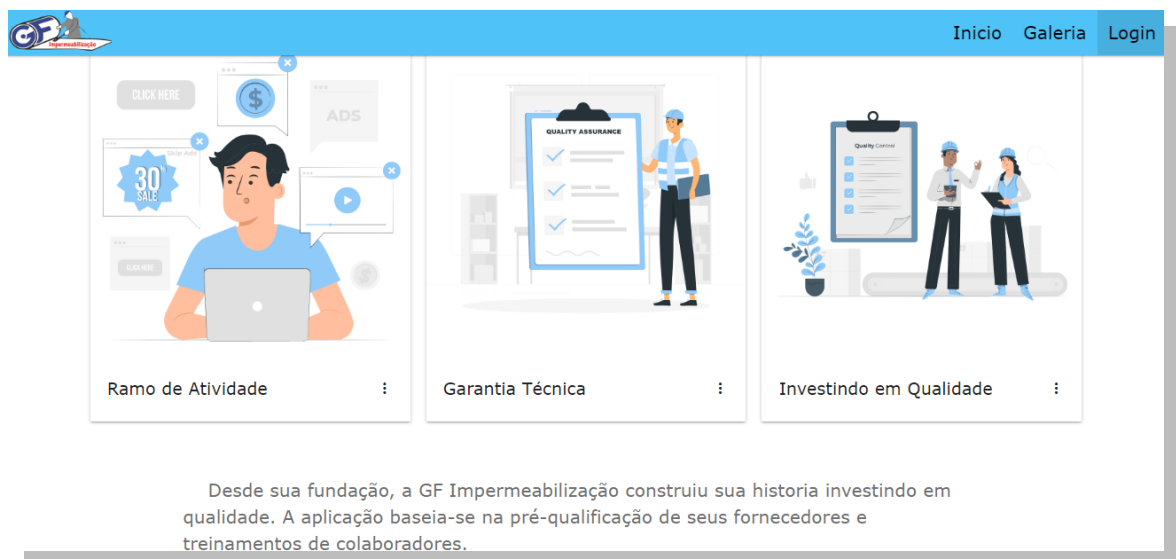 GF
Impermeabilização
Inicio Galeria Login
CLICK HERE
ADS
Skip Ads
30%
SALE
CLICK HERE
QUALITY ASSURANCE
Quality Control
Ramo de Atividade
Garantia Técnica
Investindo em Qualidade
Desde sua fundação, a GF Impermeabilização construiu sua historia investindo em
qualidade. A aplicação baseia-se na pré-qualificação de seus fornecedores e
treinamentos de colaboradores.